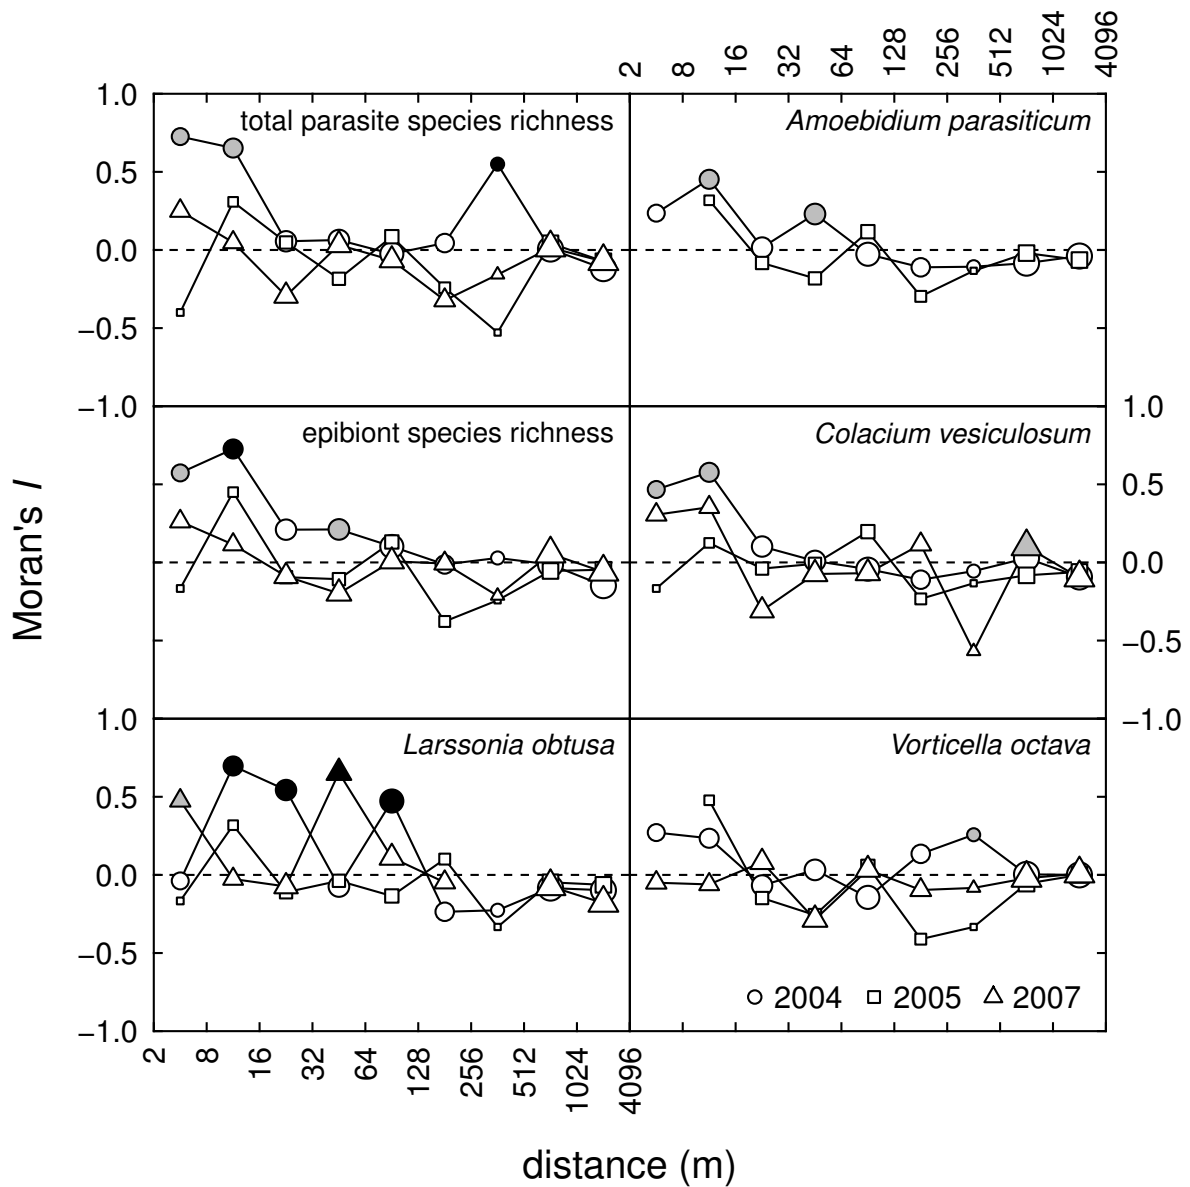 2 8 16 32 64 128 256 512 1024 4096
1.0
total parasite species richness
Amoebidium parasiticum
0.5
0.0
−0.5
−1.0
1.0
epibiont species richness
Colacium vesiculosum
0.5
0.0
−0.5
Moran's I
1.0
−1.0
Larssonia obtusa
Vorticella octava
0.5
0.0
−0.5
2004 2005 2007
−1.0
2 8 16 32 64 128 256 512 1024 4096
distance (m)